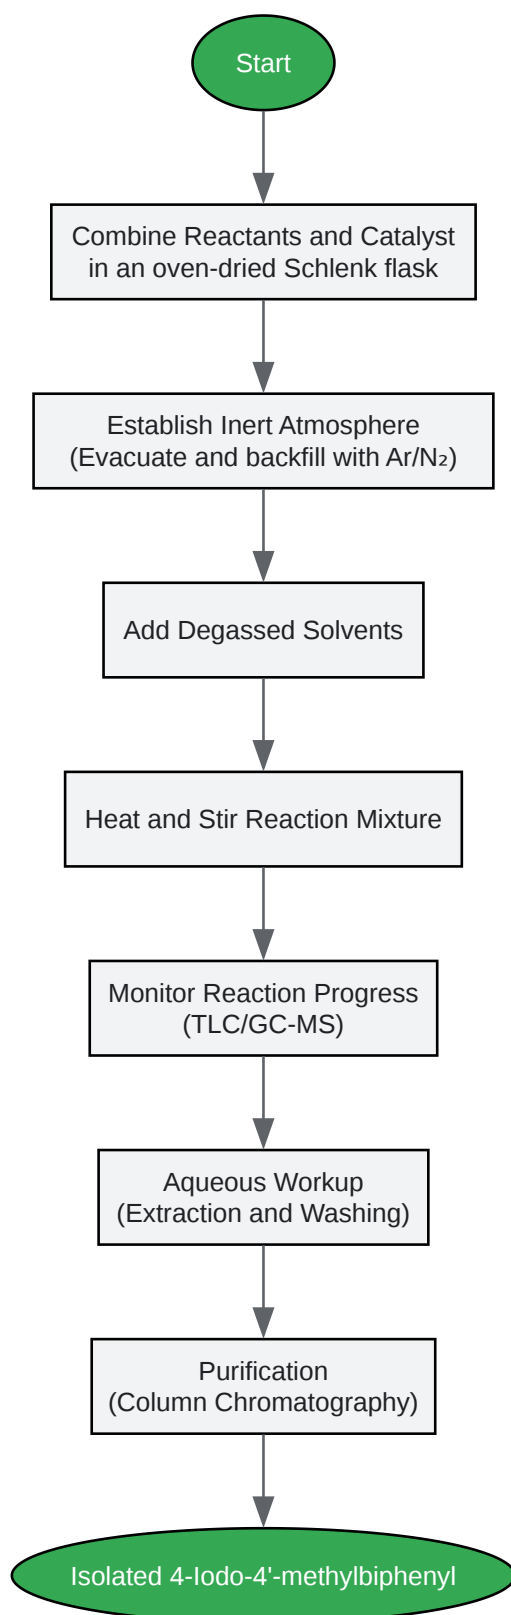 Start
Combine Reactants and Catalyst
in an oven-dried Schlenk flask
Establish Inert Atmosphere
(Evacuate and backfill with Ar/N₂)
Add Degassed Solvents
Heat and Stir Reaction Mixture
Monitor Reaction Progress
(TLC/GC-MS)
Aqueous Workup
(Extraction and Washing)
Purification
(Column Chromatography)
Isolated 4-Iodo-4'-methylbiphenyl